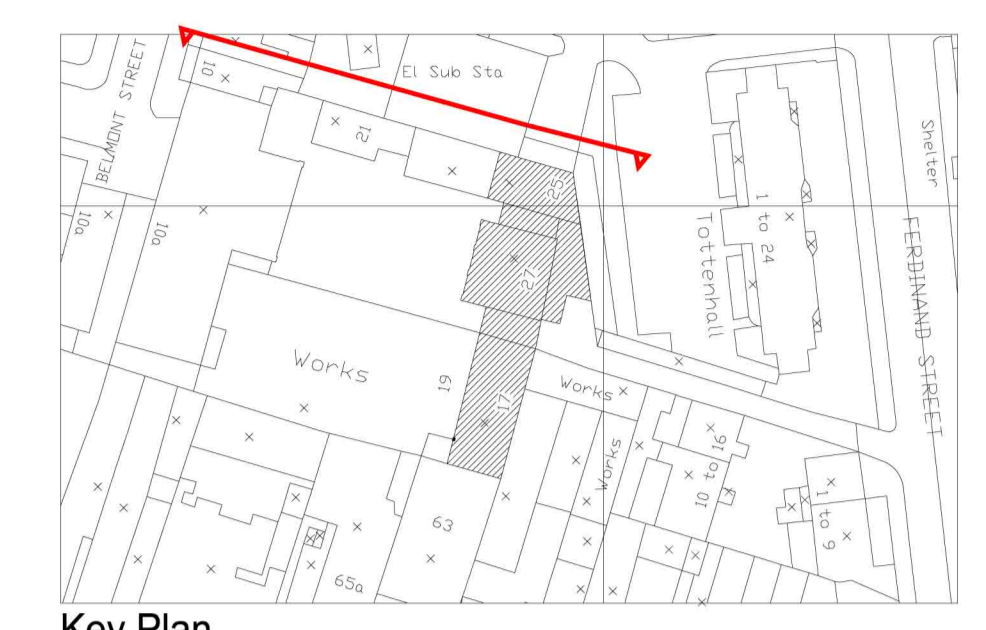 BELMONT STREET
10
El Sub Sta
21
25
Shelter
10a
10a
1 to 24
Tottenhall
27
FERDINAND STREET
Works
19
17
Works
Works
10 to 16
63
65a
1 to 9
Key Plan